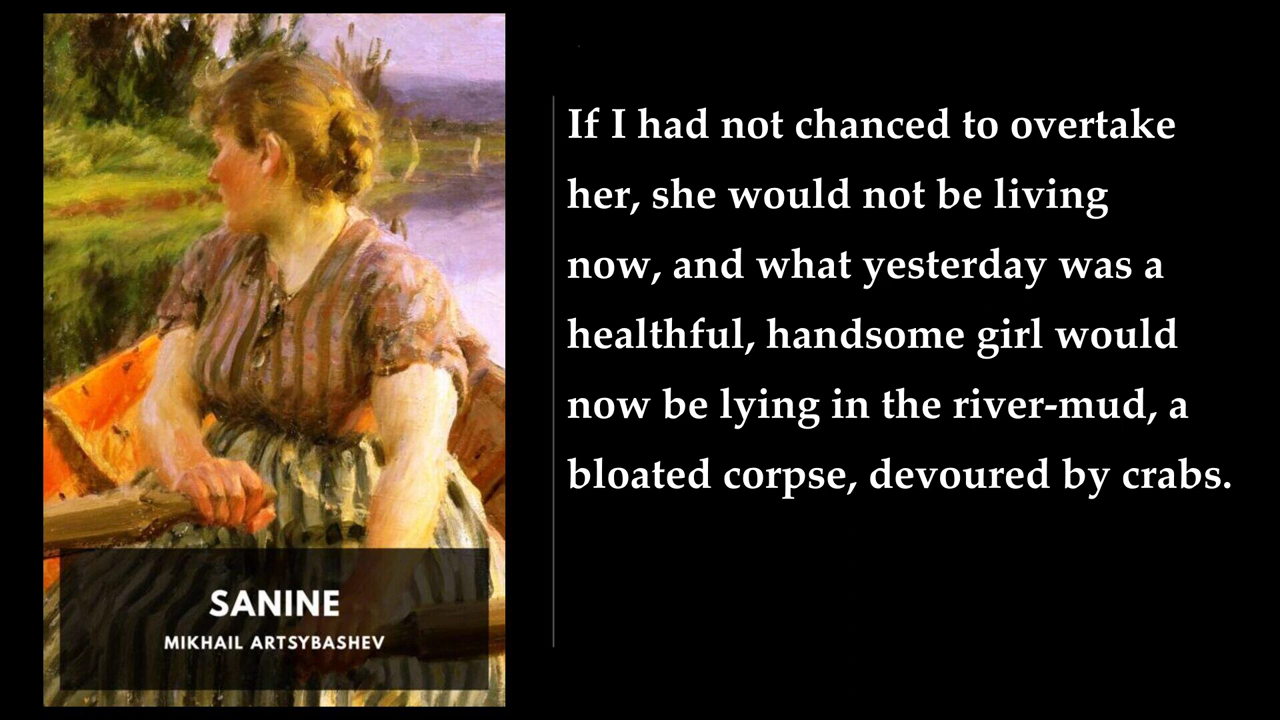 SANINE
MIKHAIL ARTSYBASHEV
If I had not chanced to overtake
her, she would not be living
now, and what yesterday was a
healthful, handsome girl would
now be lying in the river-mud, a
bloated corpse, devoured by crabs.